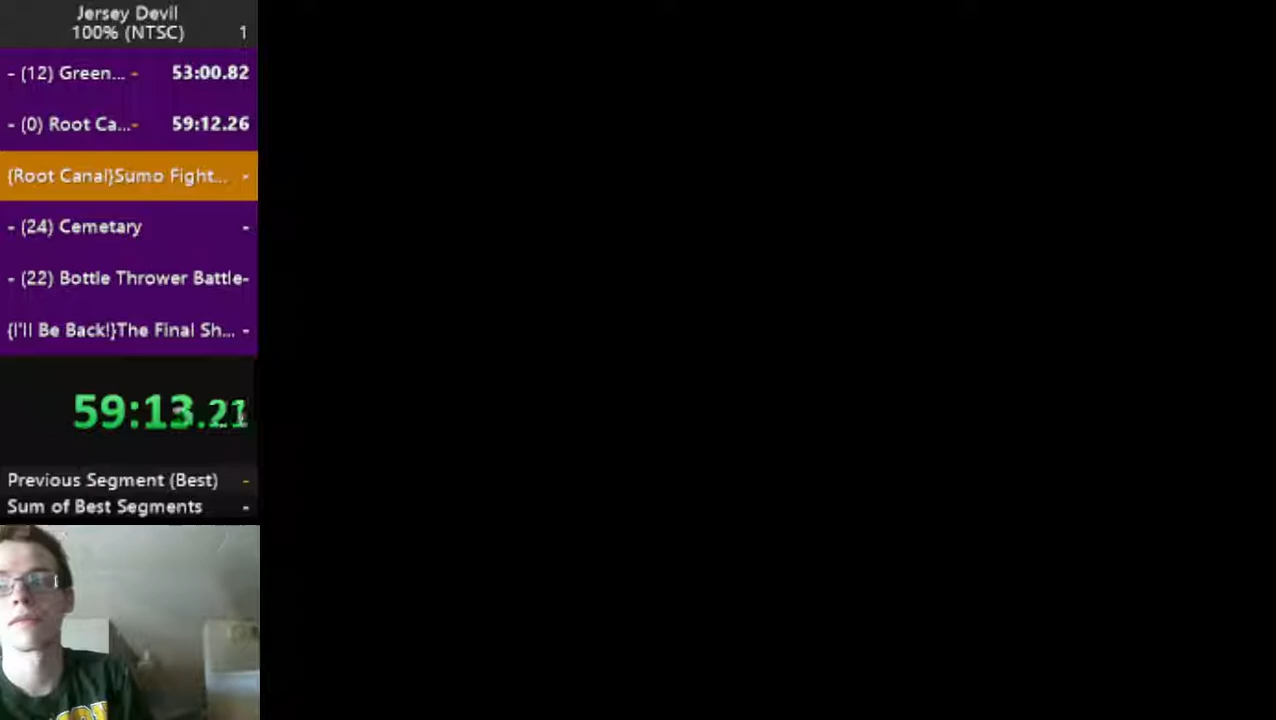 Jersey Devil
100% (NTSC) 1
- (12) Green... - 53:00.82
- (0) Root Ca...- 59:12.26
{Root Canal}Sumo Fight... -
- (24) Cemetary -
- (22) Bottle Thrower Battle-
{I'll Be Back!}The Final Sh... -
59:13.21
Previous Segment (Best) -
Sum of Best Segments -